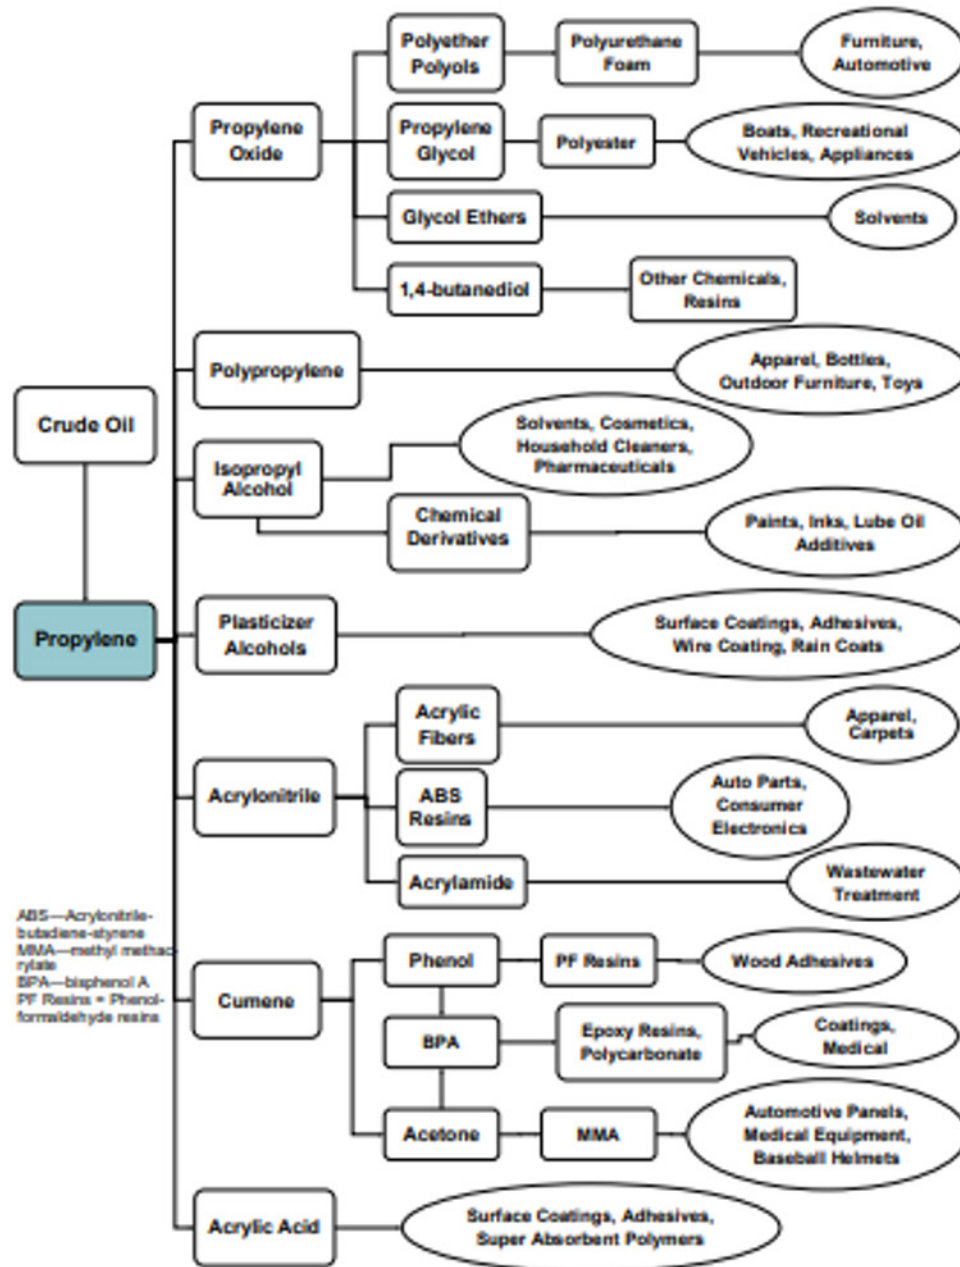 Polyether
Polyols
Polyurethane
Foam
Furniture,
Automotive
Propylene
Oxide
Propylene
Glycol
Polyester
Boats, Recreational
Vehicles, Appliances
Glycol Ethers
Solvents
1,4-butanediol
Other Chemicals,
Resins
Polypropylene
Apparel, Bottles,
Outdoor Furniture, Toys
Crude Oil
Isopropyl
Alcohol
Solvents, Cosmetics,
Household Cleaners,
Pharmaceuticals
Chemical
Derivatives
Paints, Inks, Lube Oil
Additives
Propylene
Plasticizer
Alcohols
Surface Coatings, Adhesives,
Wire Coating, Rain Coats
Acrylonitrile
Acrylic
Fibers
Apparel,
Carpets
ABS
Resins
Auto Parts,
Consumer
Electronics
Acrylamide
Wastewater
Treatment
ABS—Acrylonitrile-
butadiene-styrene
MMA—methyl methac
rylate
BPA—bisphenol A
PF Resins = Phenol-
formaldehyde resins
Cumene
Phenol
PF Resins
Wood Adhesives
BPA
Epoxy Resins,
Polycarbonate
Coatings,
Medical
Acetone
MMA
Automotive Panels,
Medical Equipment,
Baseball Helmets
Acrylic Acid
Surface Coatings, Adhesives,
Super Absorbent Polymers